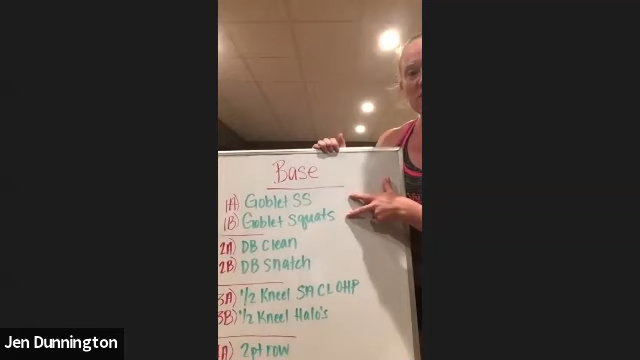 Base
1A) Goblet SS
1B) Goblet Squats
2A) DB Clean
2B) DB Snatch
3A) 1/2 Kneel SA CL OHP
3B) 1/2 Kneel Halo's
A) 2pt row
Jen Dunnington